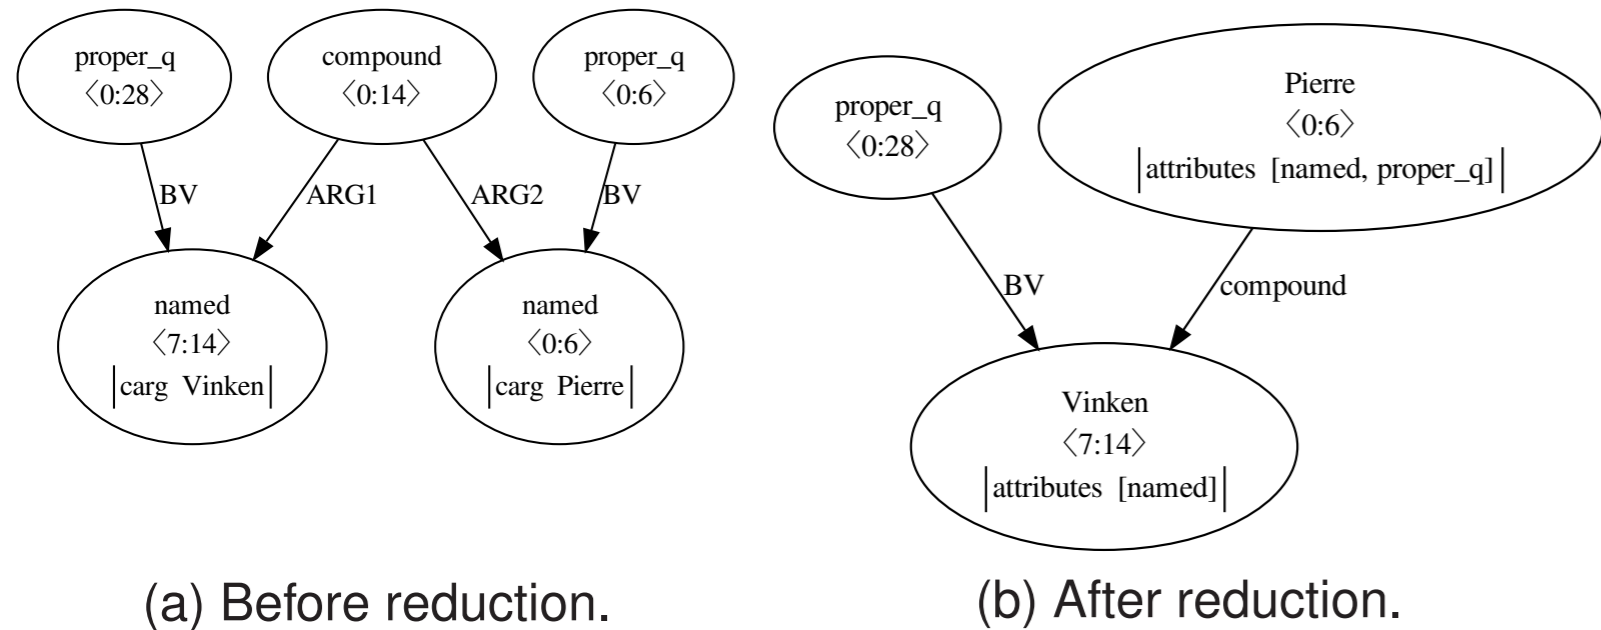 proper_q
⟨0:28⟩
compound
⟨0:14⟩
proper_q
⟨0:6⟩
BV
ARG1
ARG2
BV
named
⟨7:14⟩
carg Vinken
named
⟨0:6⟩
carg Pierre
(a) Before reduction.
proper_q
⟨0:28⟩
Pierre
⟨0:6⟩
attributes [named, proper_q]
BV
compound
Vinken
⟨7:14⟩
attributes [named]
(b) After reduction.